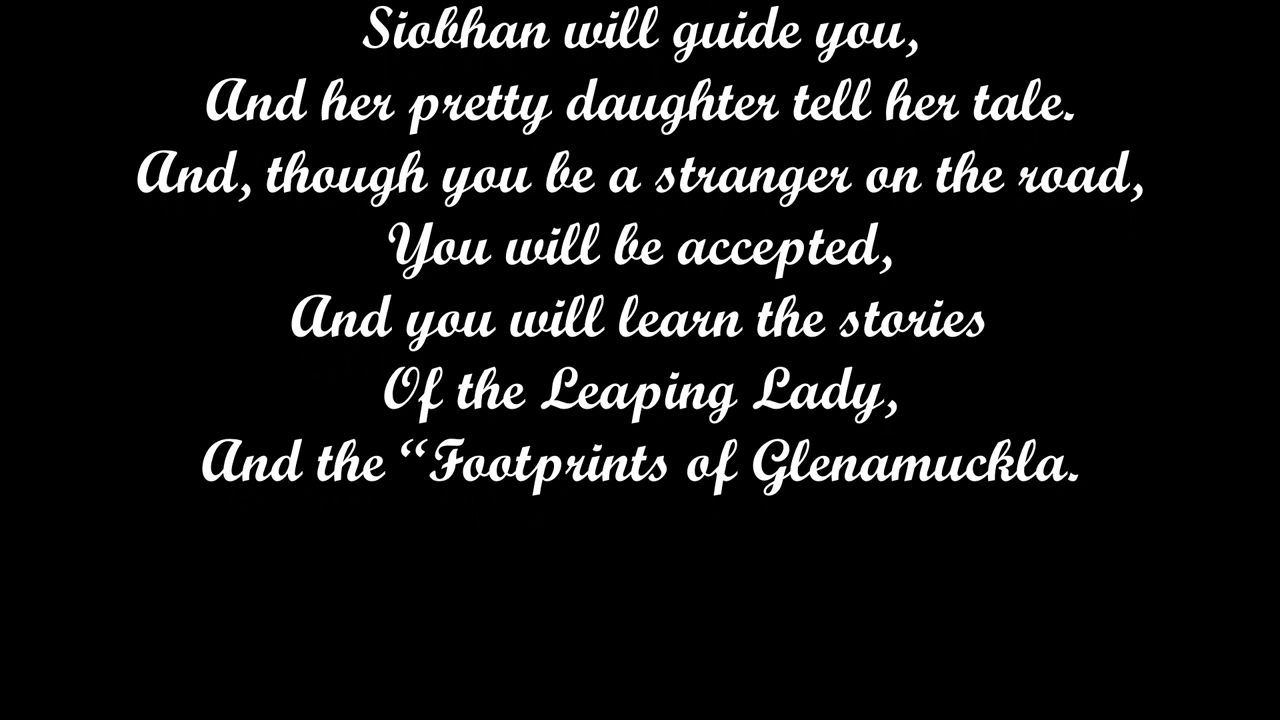 Siobhan will guide you,
And her pretty daughter tell her tale.
And, though you be a stranger on the road,
You will be accepted,
And you will learn the stories
Of the Leaping Lady,
And the “Footprints of Glenamuckla.